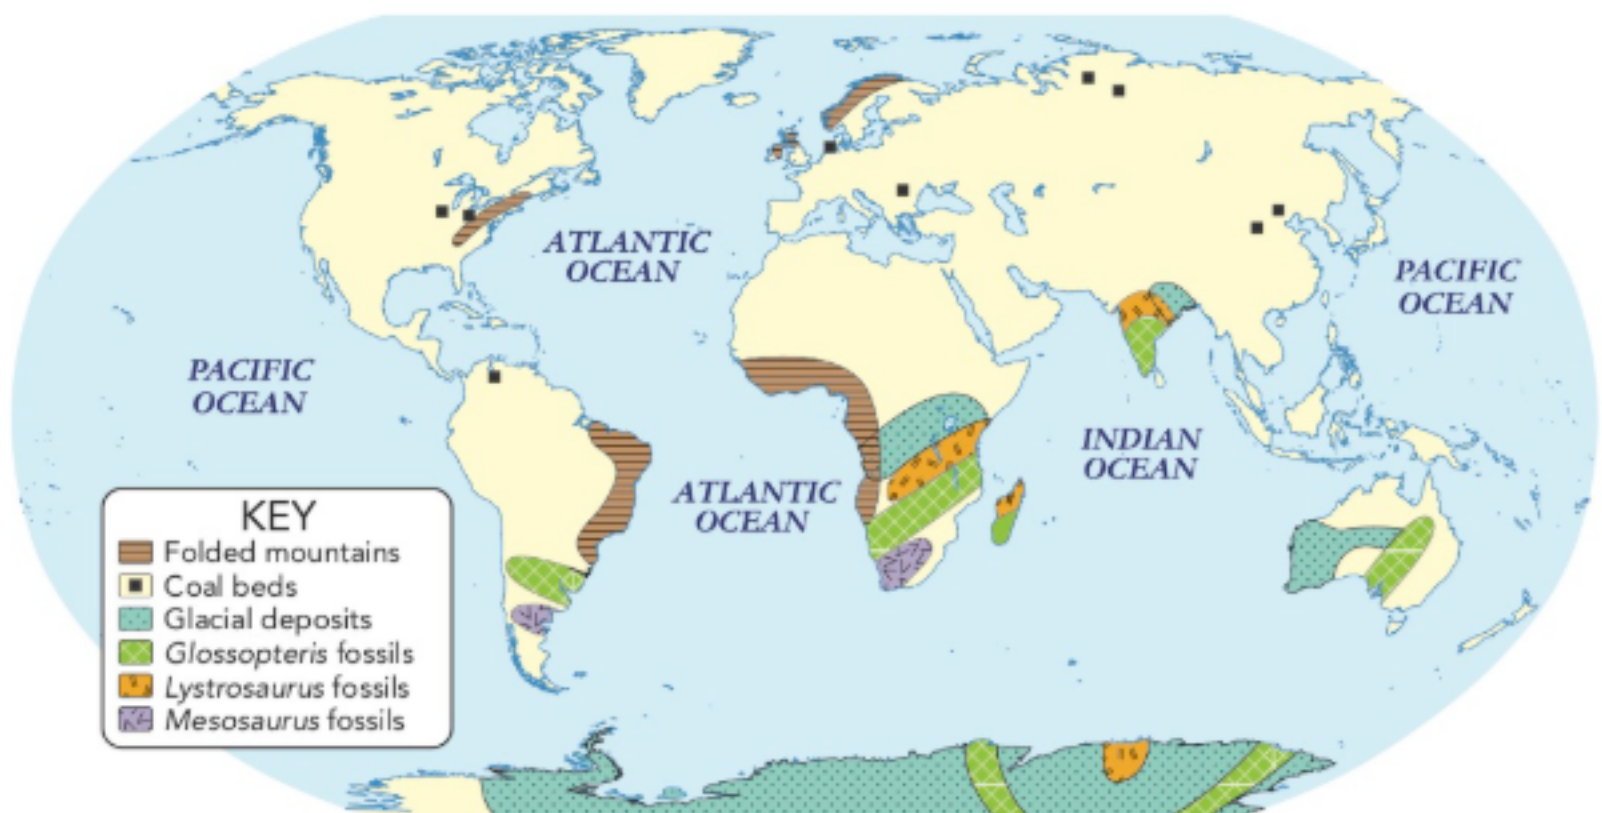 ATLANTIC
OCEAN
PACIFIC
OCEAN
PACIFIC
OCEAN
INDIAN
OCEAN
ATLANTIC
OCEAN
KEY
Folded mountains
Coal beds
Glacial deposits
Glossopteris fossils
Lystrosaurus fossils
Mesosaurus fossils